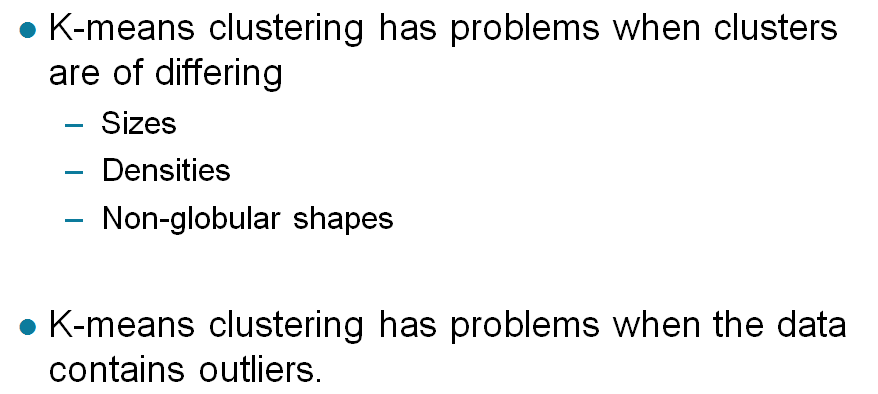 ● K-means clustering has problems when clusters
are of differing
– Sizes
– Densities
– Non-globular shapes
● K-means clustering has problems when the data
contains outliers.